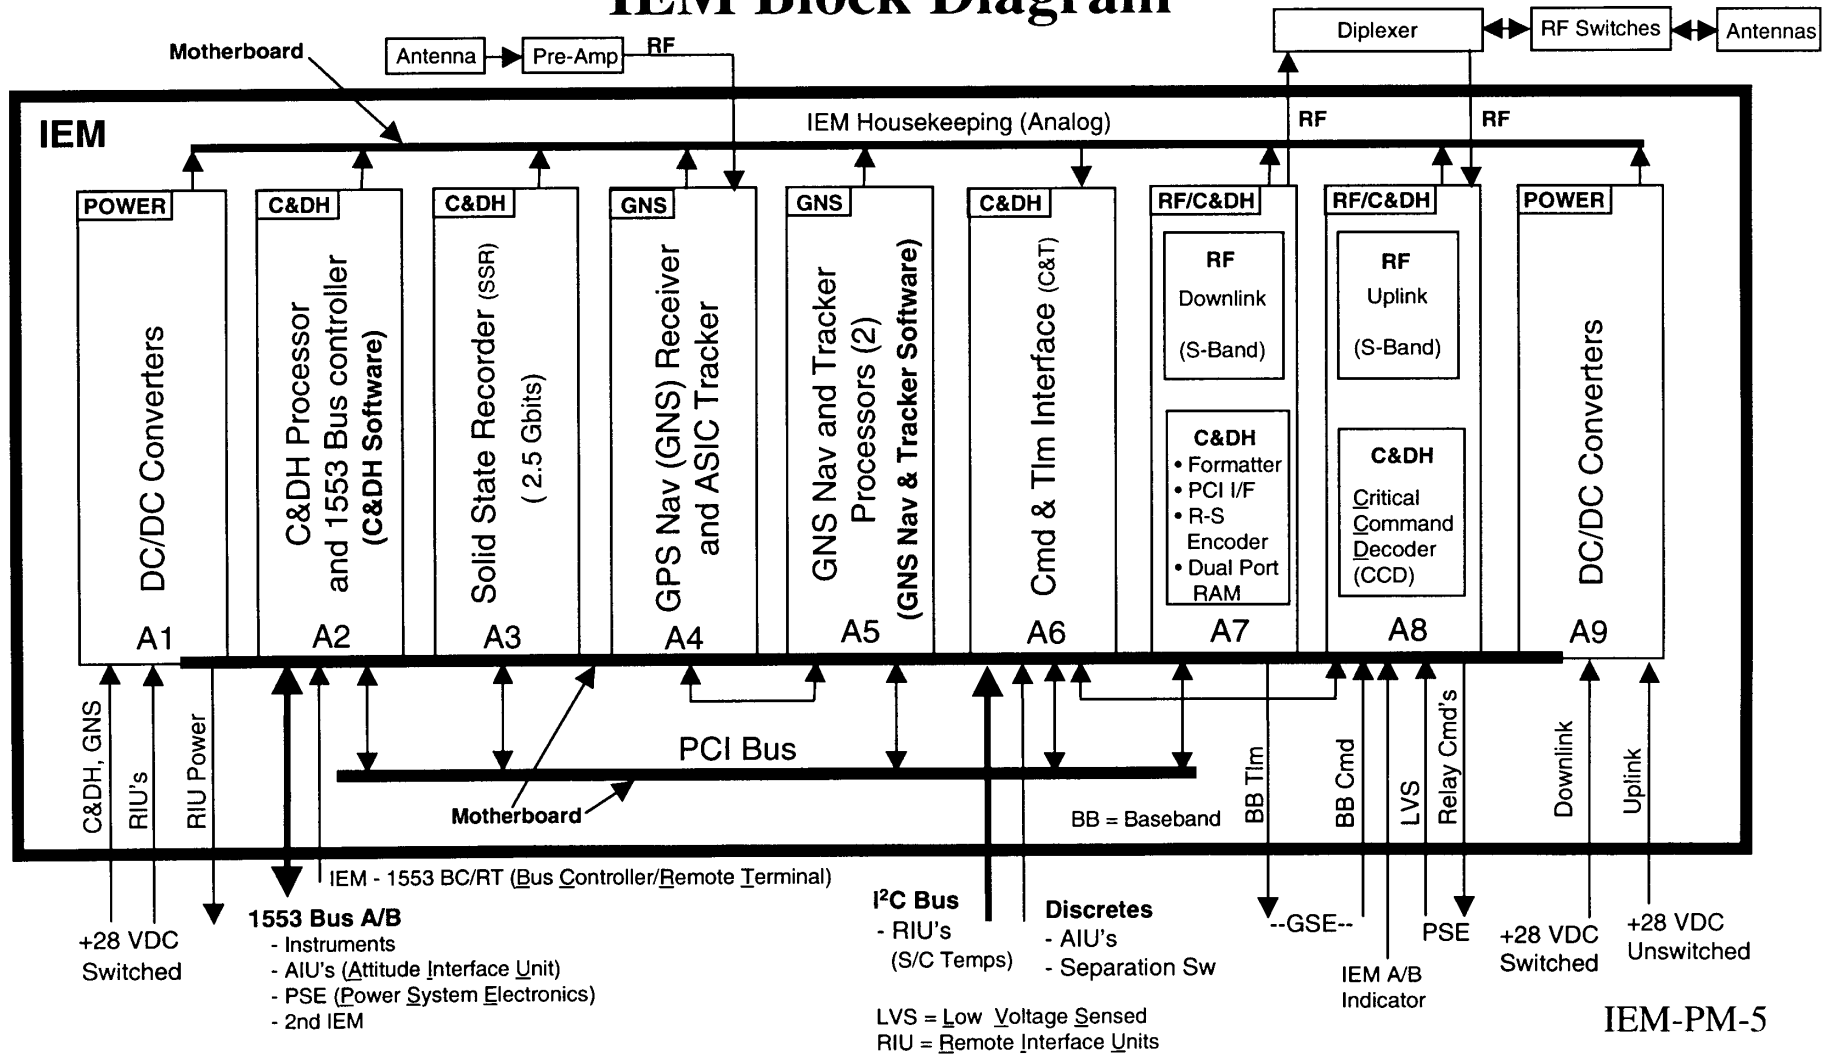 IEM Block Diagram
Motherboard
Antenna
Pre-Amp
RF
Diplexer
RF Switches
Antennas
IEM
IEM Housekeeping (Analog)
RF
RF
POWER
DC/DC Converters
A1
C&DH
C&DH Processor
and 1553 Bus controller
(C&DH Software)
A2
C&DH
Solid State Recorder (SSR)
( 2.5 Gbits)
A3
GNS
GPS Nav (GNS) Receiver
and ASIC Tracker
A4
GNS
GNS Nav and Tracker
Processors (2)
(GNS Nav & Tracker Software)
A5
C&DH
Cmd & Tlm Interface (C&T)
A6
RF/C&DH
RF
Downlink
(S-Band)
C&DH
• Formatter
• PCI I/F
• R-S
Encoder
• Dual Port
RAM
A7
RF/C&DH
RF
Uplink
(S-Band)
C&DH
Critical
Command
Decoder
(CCD)
A8
POWER
DC/DC Converters
A9
C&DH, GNS
RIU's
RIU Power
PCI Bus
Motherboard
BB = Baseband
BB Tlm
BB Cmd
LVS
Relay Cmd's
Downlink
Uplink
+28 VDC
Switched
IEM - 1553 BC/RT (Bus Controller/Remote Terminal)
1553 Bus A/B
- Instruments
- AIU's (Attitude Interface Unit)
- PSE (Power System Electronics)
- 2nd IEM
I²C Bus
- RIU's
(S/C Temps)
Discretes
- AIU's
- Separation Sw
--GSE--
IEM A/B
Indicator
PSE
+28 VDC
Switched
+28 VDC
Unswitched
LVS = Low Voltage Sensed
RIU = Remote Interface Units
IEM-PM-5